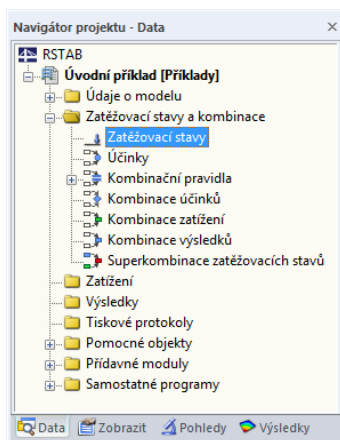 Navigátor projektu - Data
RSTAB
Úvodní příklad [Příklady]
Údaje o modelu
Zatěžovací stavy a kombinace
Zatěžovací stavy
Účinky
Kombinační pravidla
Kombinace účinků
Kombinace zatížení
Kombinace výsledků
Superkombinace zatěžovacích stavů
Zatížení
Výsledky
Tiskové protokoly
Pomocné objekty
Přídavné moduly
Samostatné programy
Data Zobrazit Pohledy Výsledky